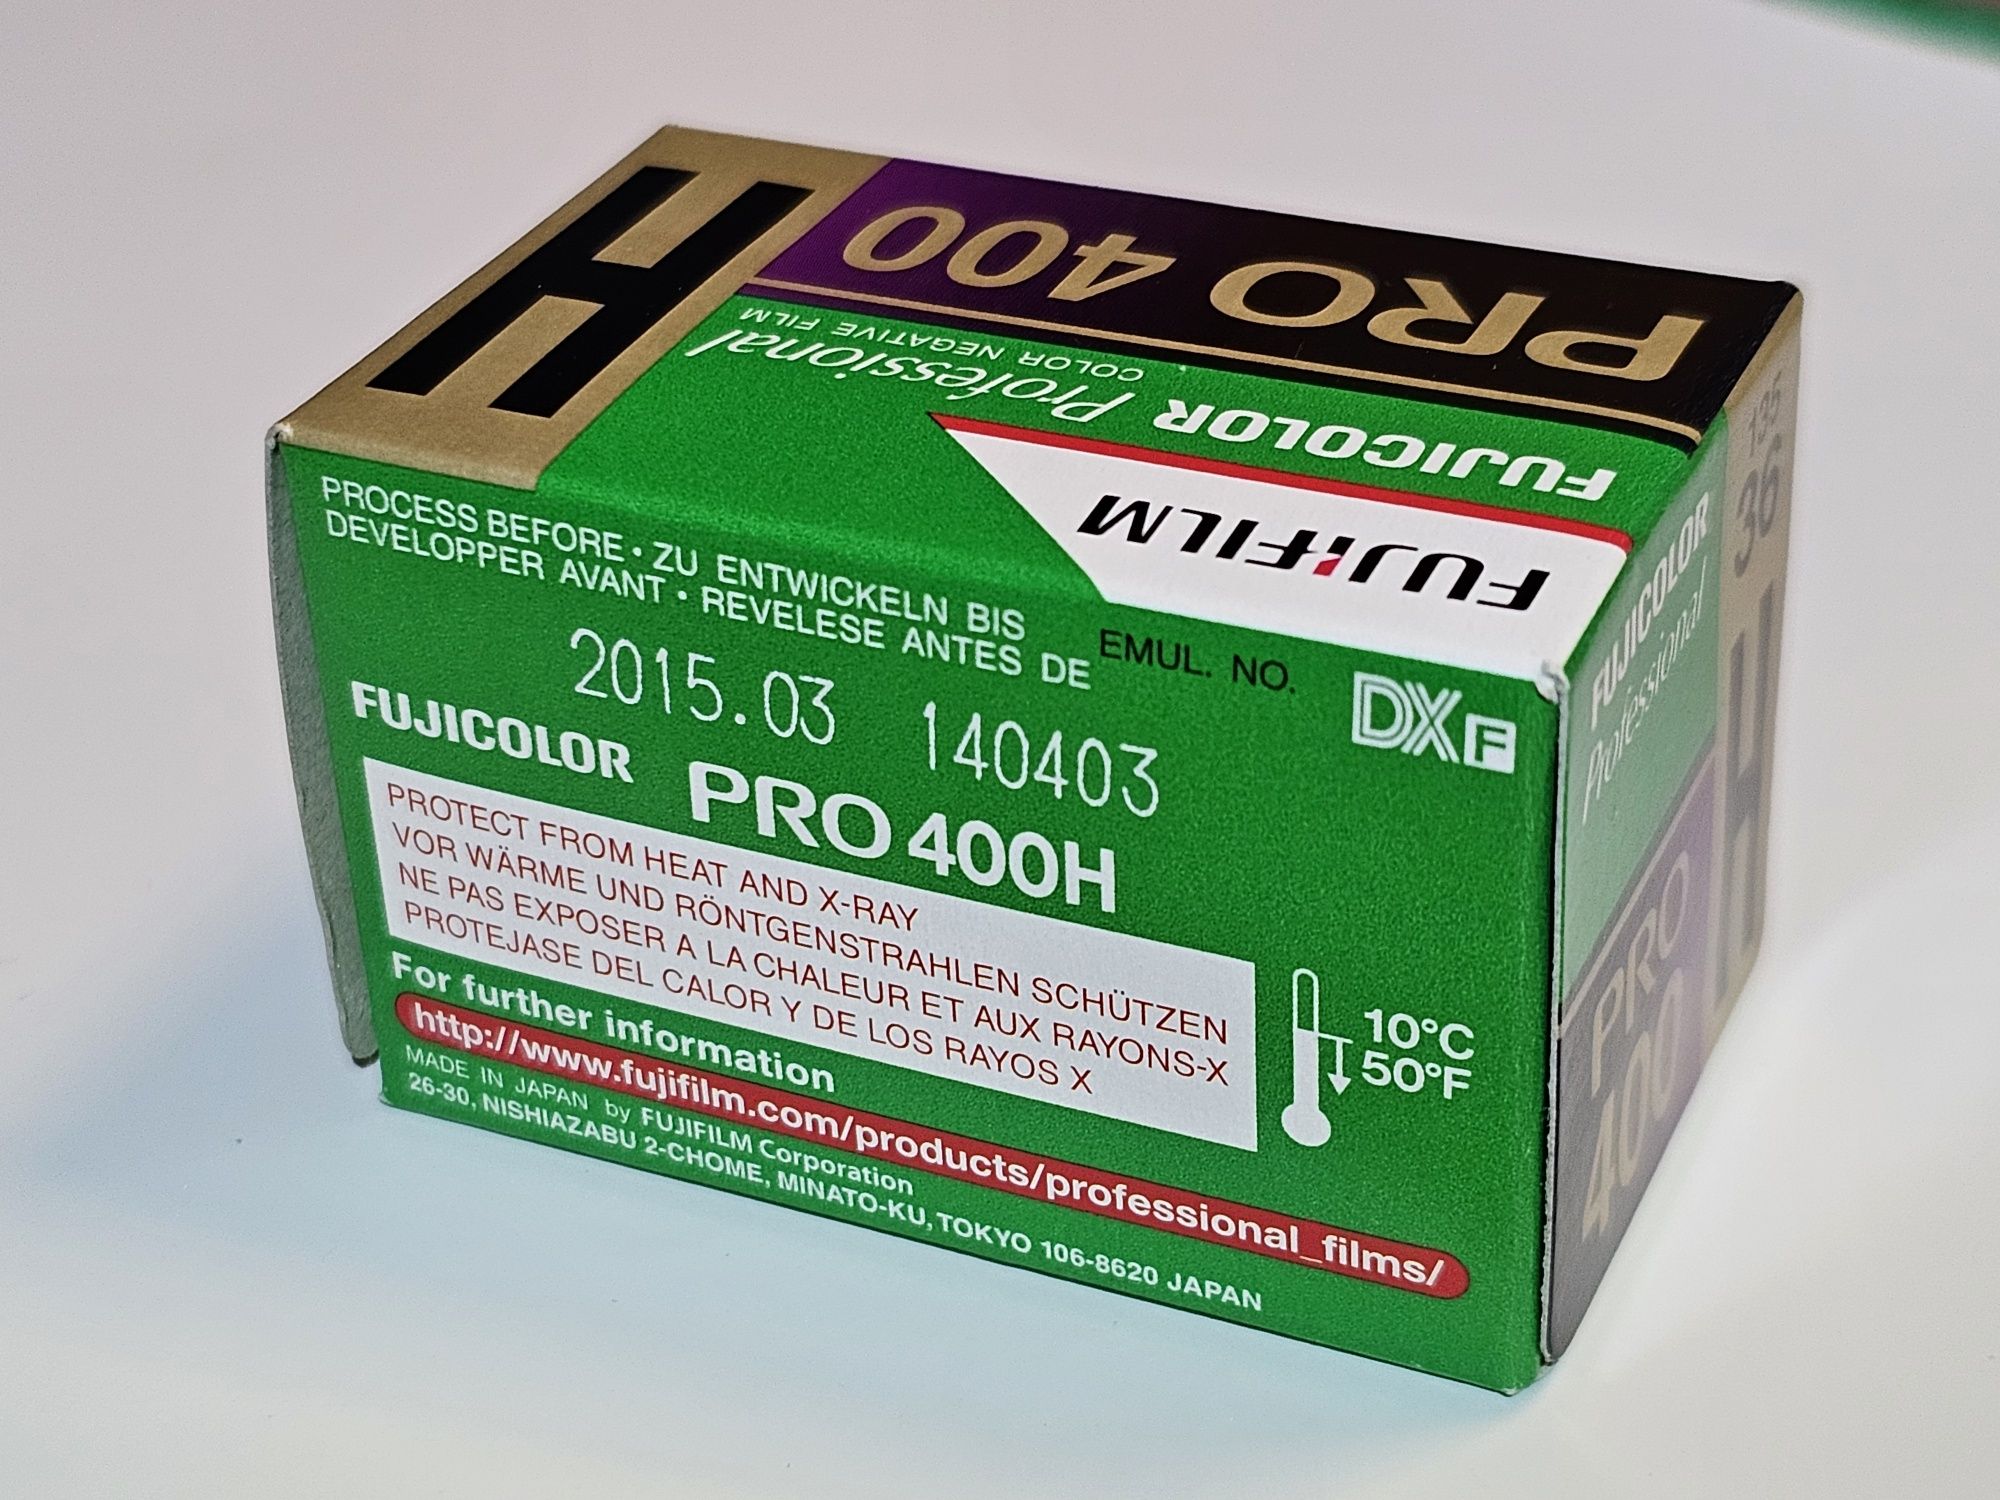 H
PRO 400
COLOR NEGATIVE FILM
FUJICOLOR Professional
FUJIFILM
PROCESS BEFORE • ZU ENTWICKELN BIS
DEVELOPPER AVANT • REVELESE ANTES DE
EMUL. NO.
2015.03 140403
DXF
FUJICOLOR PRO 400H
PROTECT FROM HEAT AND X-RAY
VOR WÄRME UND RÖNTGENSTRAHLEN SCHÜTZEN
NE PAS EXPOSER A LA CHALEUR ET AUX RAYONS-X
PROTEJASE DEL CALOR Y DE LOS RAYOS X
10°C
50°F
For further information
http://www.fujifilm.com/products/professional_films/
MADE IN JAPAN by FUJIFILM Corporation
26-30, NISHIAZABU 2-CHOME, MINATO-KU, TOKYO 106-8620 JAPAN
135
36
FUJICOLOR
Professional
PRO
400
H